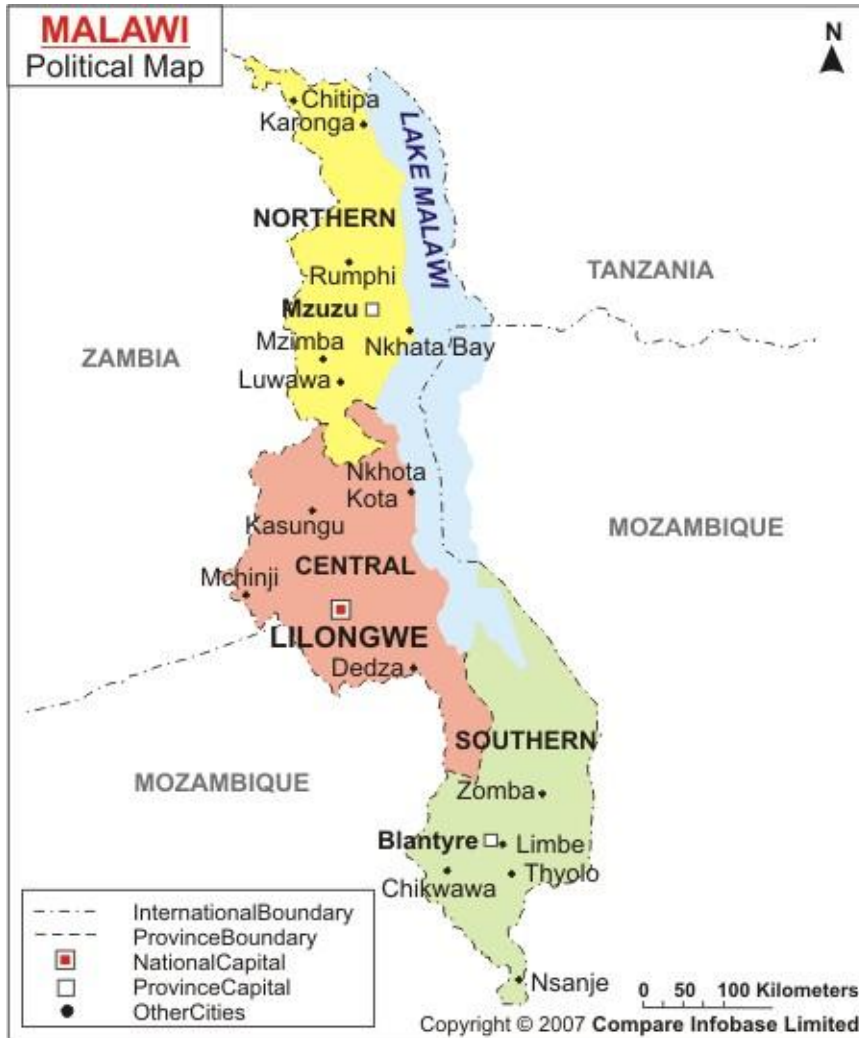 MALAWI
Political Map
N
Chitipa
Karonga
LAKE MALAWI
NORTHERN
TANZANIA
Rumphi
Mzuzu
Nkhata Bay
Mzimba
ZAMBIA
Luwawa
Nkhota
Kota
Kasungu
MOZAMBIQUE
CENTRAL
Mchinji
LILONGWE
Dedza
SOUTHERN
MOZAMBIQUE
Zomba
Blantyre
Limbe
Thyolo
Chikwawa
Nsanje
InternationalBoundary
ProvinceBoundary
NationalCapital
ProvinceCapital
OtherCities
0 50 100 Kilometers
Copyright © 2007 Compare Infobase Limited